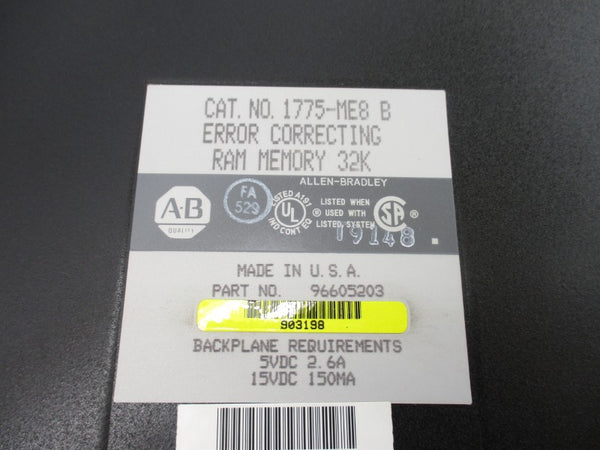 CAT. NO. 1775-ME8 B
ERROR CORRECTING
RAM MEMORY 32K
ALLEN-BRADLEY
A-B
QUALITY
FA
529
LISTED A191
UL
IND CONT EQ
®
LISTED WHEN
USED WITH
LISTED SYSTEM
SA
®
19148
MADE IN U.S.A.
PART NO. 96605203
903198
BACKPLANE REQUIREMENTS
5VDC 2.6A
15VDC 150MA